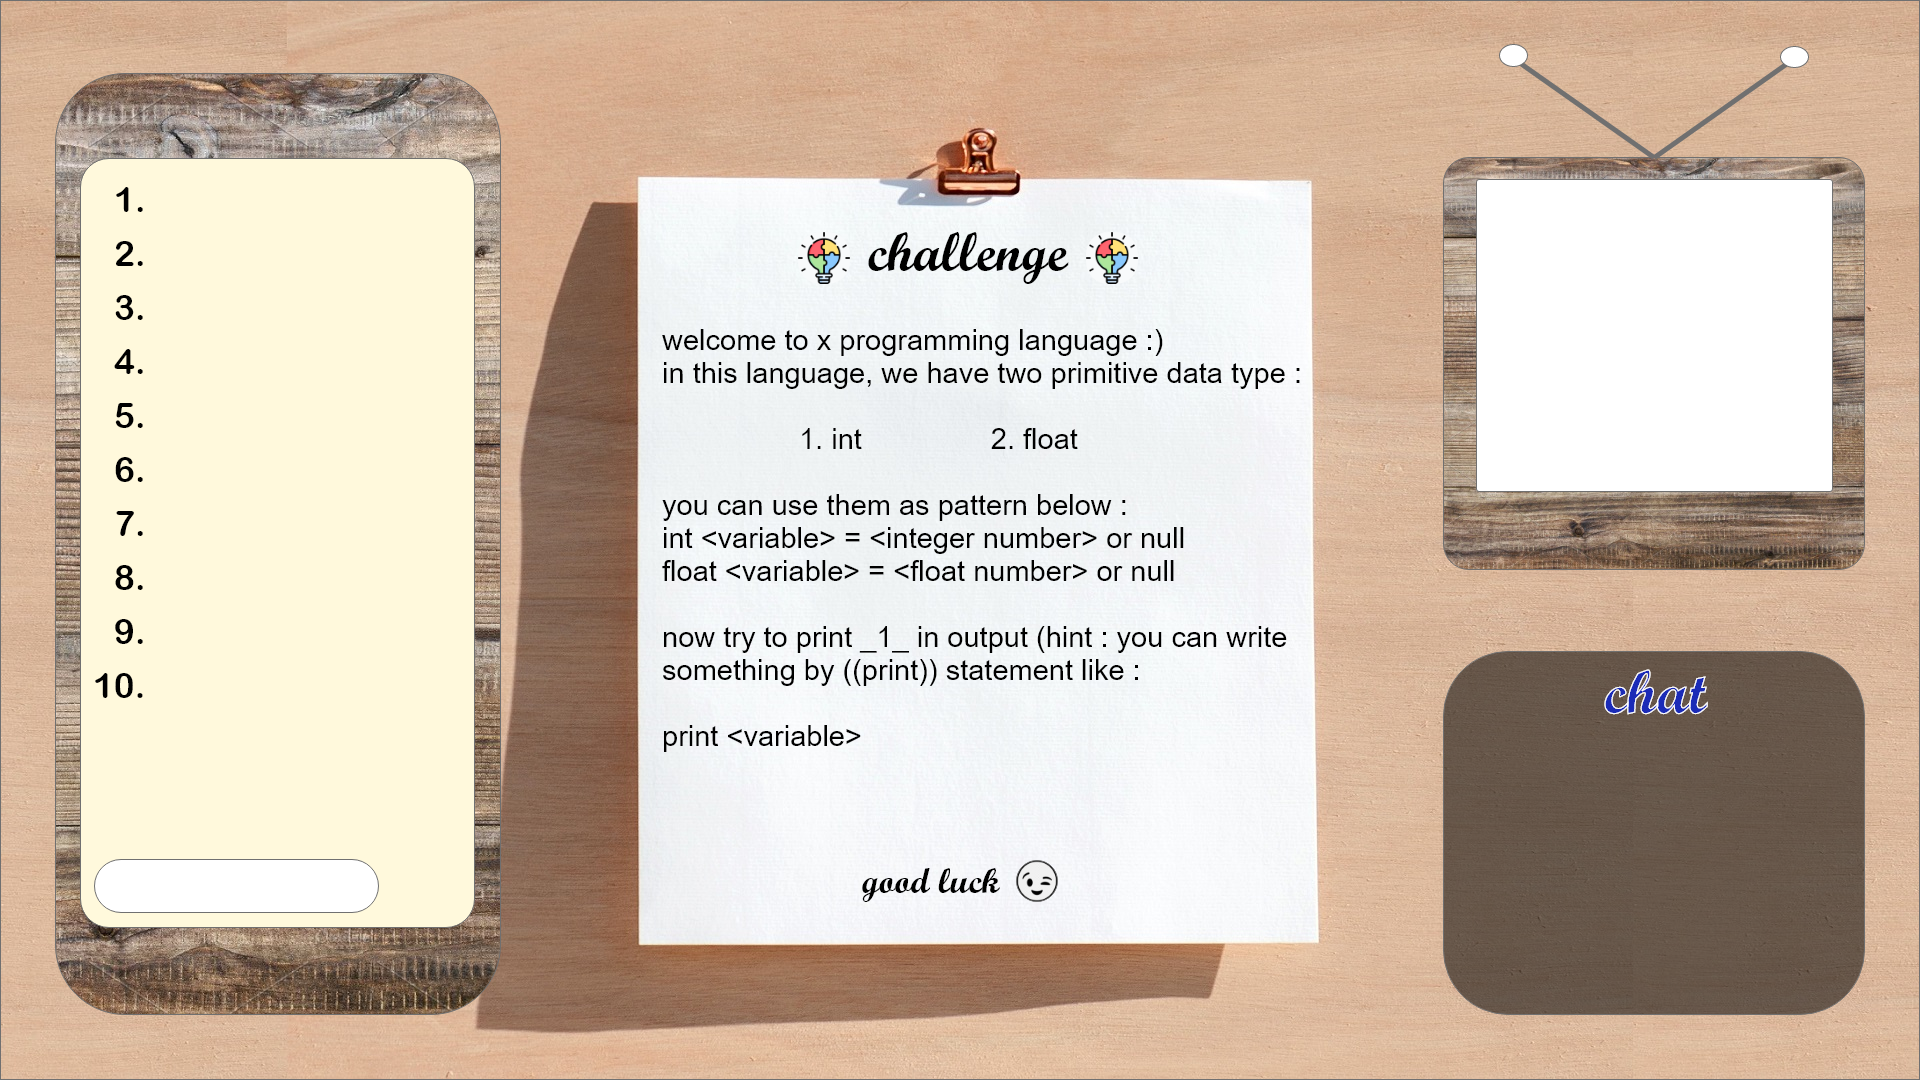 1.
2.
3.
4.
5.
6.
7.
8.
9.
10.
challenge
welcome to x programming language :)
in this language, we have two primitive data type :
1. int 2. float
you can use them as pattern below :
int <variable> = <integer number> or null
float <variable> = <float number> or null
now try to print _1_ in output (hint : you can write
something by ((print)) statement like :
print <variable>
good luck
chat